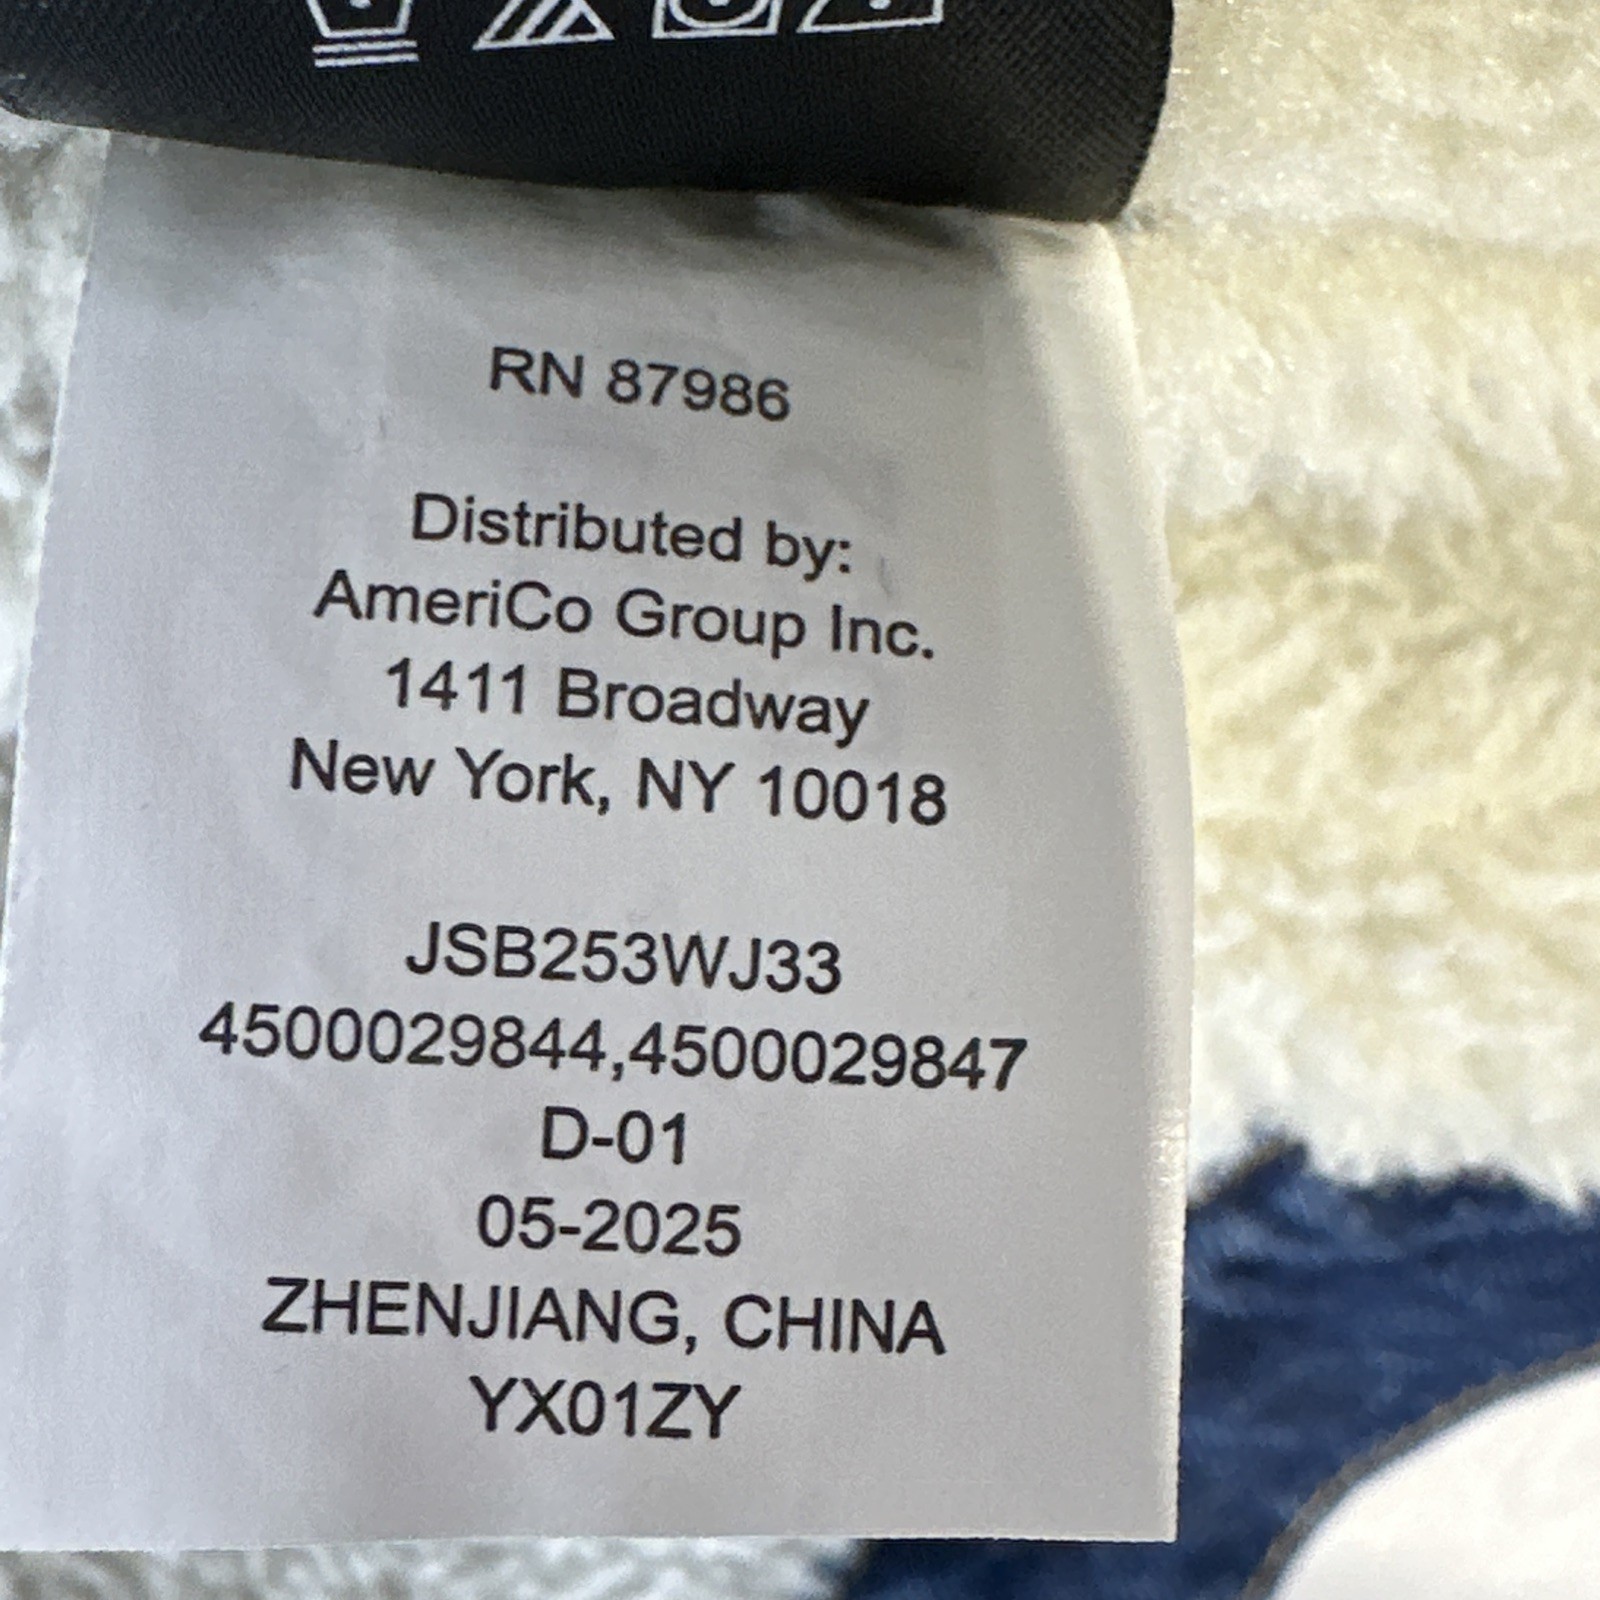 RN 87986
Distributed by:
AmeriCo Group Inc.
1411 Broadway
New York, NY 10018
JSB253WJ33
4500029844,4500029847
D-01
05-2025
ZHENJIANG, CHINA
YX01ZY